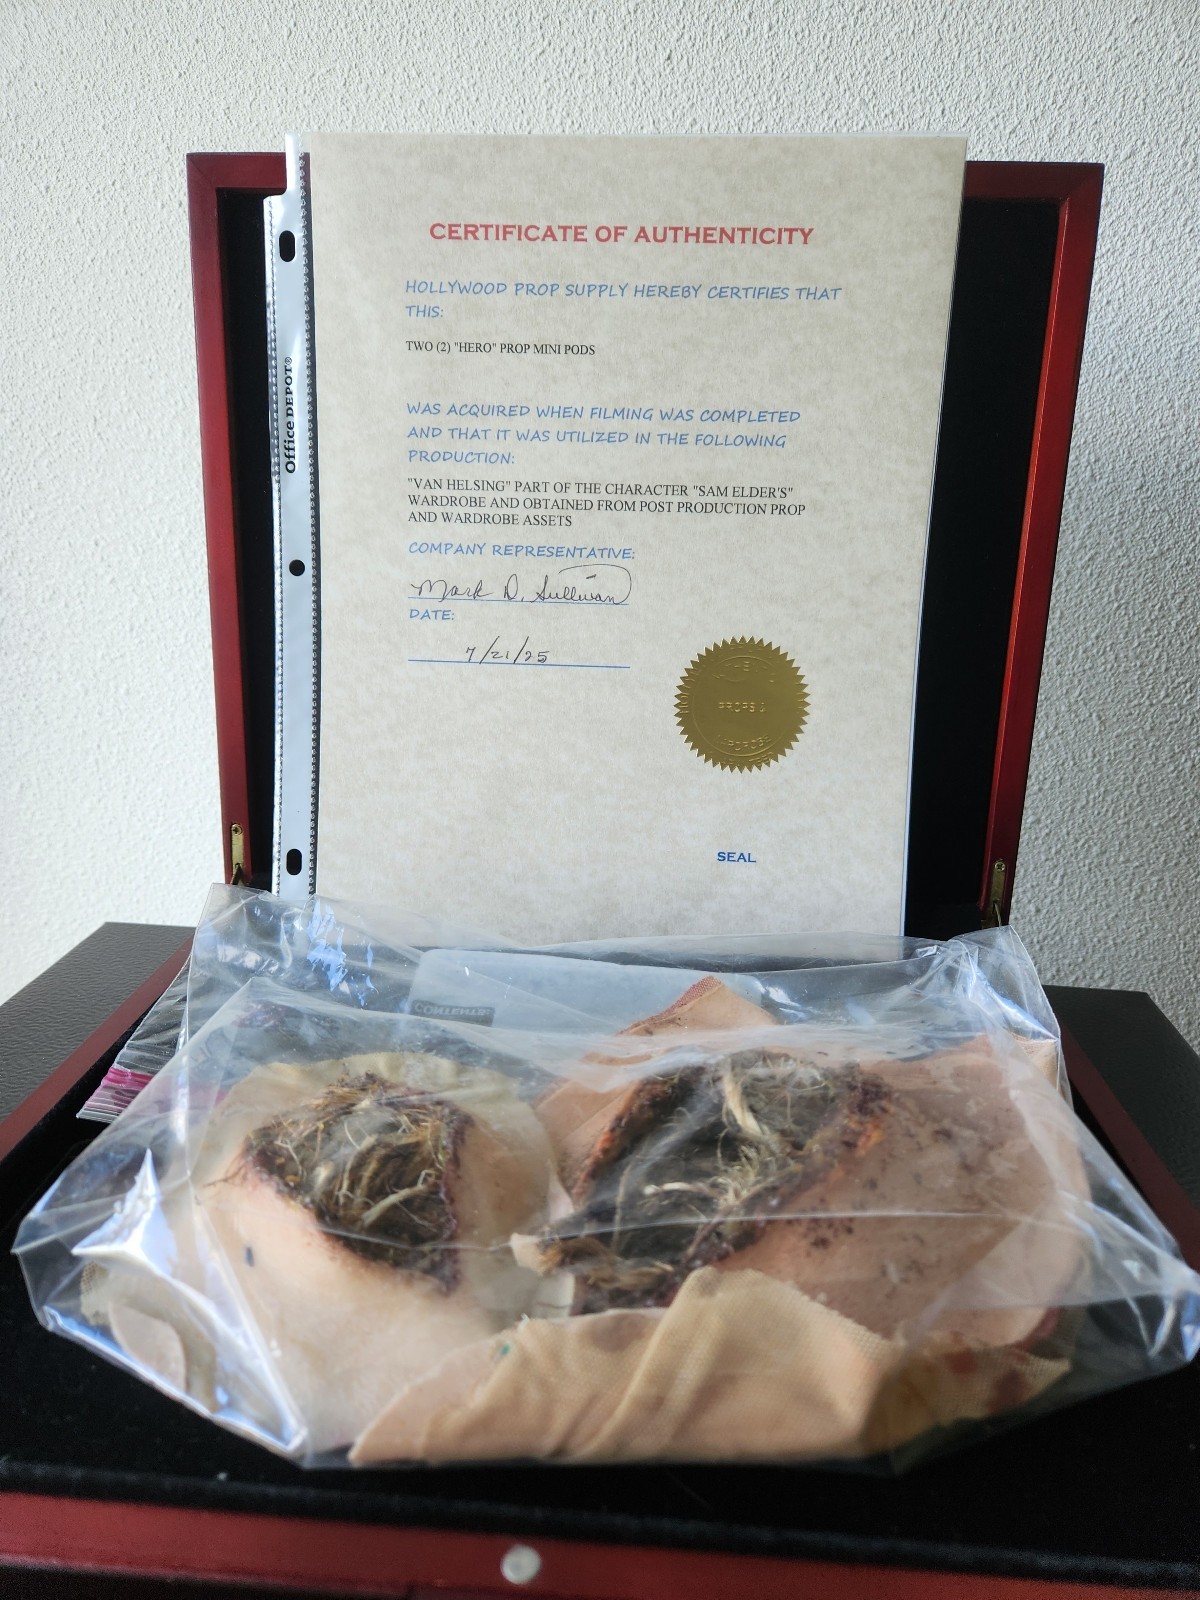 CERTIFICATE OF AUTHENTICITY
HOLLYWOOD PROP SUPPLY HEREBY CERTIFIES THAT
THIS:
TWO (2) "HERO" PROP MINI PODS
WAS ACQUIRED WHEN FILMING WAS COMPLETED
AND THAT IT WAS UTILIZED IN THE FOLLOWING
PRODUCTION:
"VAN HELSING" PART OF THE CHARACTER "SAM ELDER'S"
WARDROBE AND OBTAINED FROM POST PRODUCTION PROP
AND WARDROBE ASSETS
COMPANY REPRESENTATIVE:
Mark D. Sullivan
DATE:
7/21/25
PROPS
SEAL
Office DEPOT®